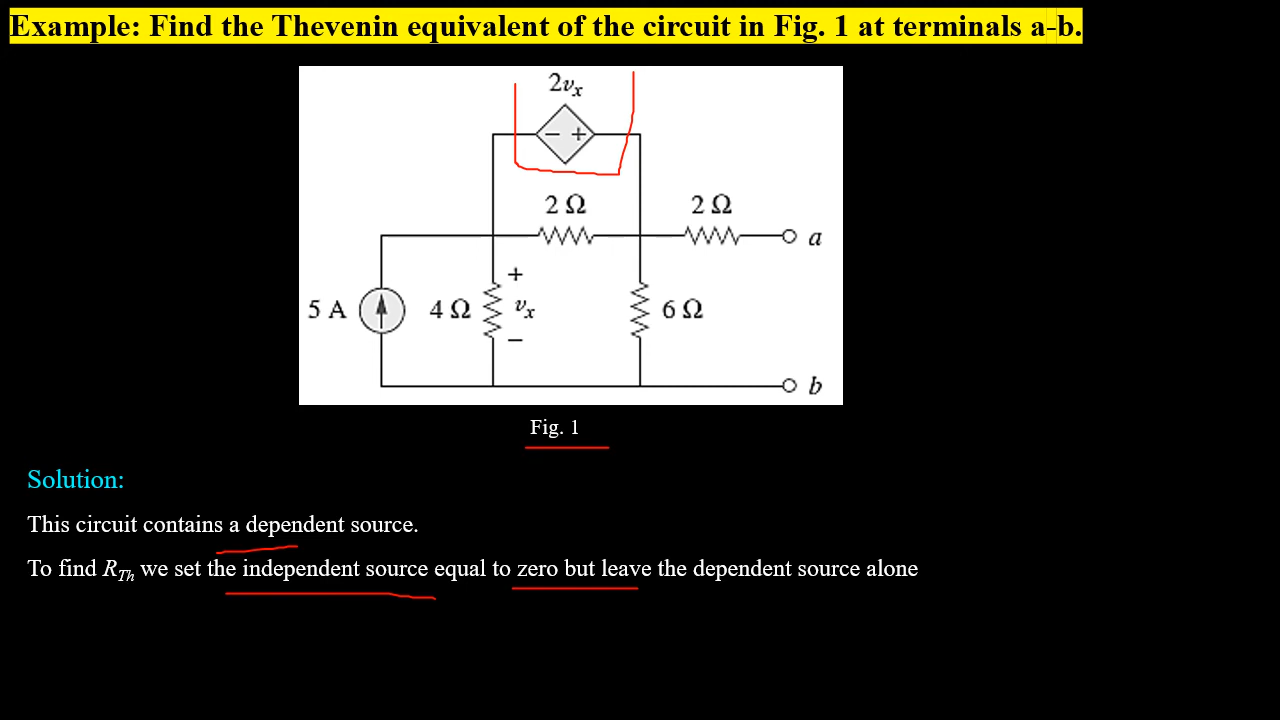 Example: Find the Thevenin equivalent of the circuit in Fig. 1 at terminals a-b.
2vₓ
− +
2 Ω 2 Ω
a
+
5 A 4 Ω vₓ 6 Ω
−
b
Fig. 1
Solution:
This circuit contains a dependent source.
To find R_Th we set the independent source equal to zero but leave the dependent source alone